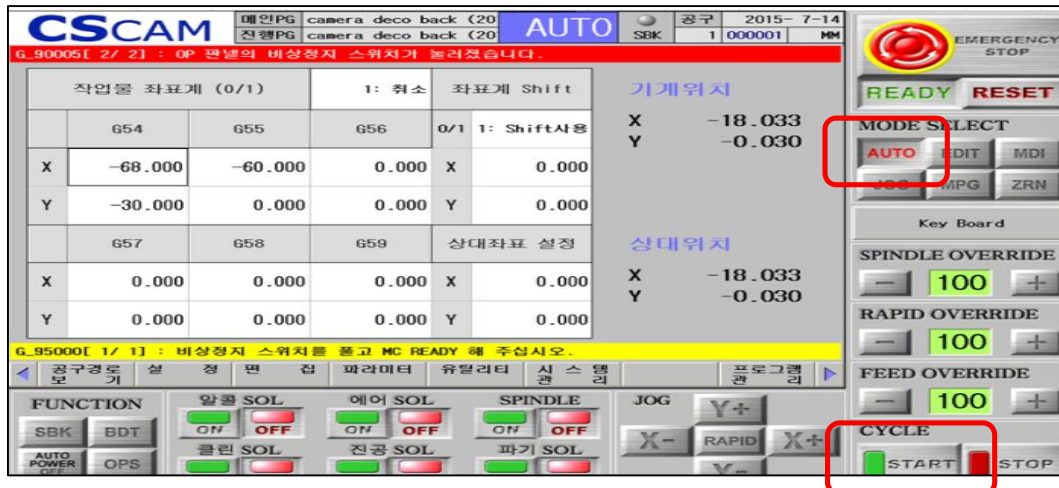 CSCAM
메인PG camera deco back (20
진행PG camera deco back (20
AUTO
SBK
공구 2015- 7-14
1 000001 MM
G_90005[ 2/ 2] : OP 판넬의 비상정지 스위치가 눌러졌습니다.
작업물 좌표계 (0/1) 1: 취소 좌표계 Shift
G54 G55 G56 0/1 1: Shift사용
X -68.000 -60.000 0.000 X 0.000
Y -30.000 0.000 0.000 Y 0.000
G57 G58 G59 상대좌표 설정
X 0.000 0.000 0.000 X 0.000
Y 0.000 0.000 0.000 Y 0.000
기계위치
X -18.033
Y -0.030
상대위치
X -18.033
Y -0.030
G_95000[ 1/ 1] : 비상정지 스위치를 풀고 MC READY 해 주십시오.
공구경로보기 설정 편집 파라미터 유틸리티 시스템관리 프로그램관리
EMERGENCY
STOP
READY RESET
MODE SELECT
AUTO EDIT MDI
JOG MPG ZRN
Key Board
SPINDLE OVERRIDE
- 100 +
RAPID OVERRIDE
- 100 +
FEED OVERRIDE
- 100 +
CYCLE
START STOP
FUNCTION
SBK BDT
AUTO POWER OFF OPS
알콜 SOL
ON OFF
클린 SOL
에어 SOL
ON OFF
진공 SOL
SPINDLE
ON OFF
파기 SOL
JOG
Y+
X- RAPID X+
Y-